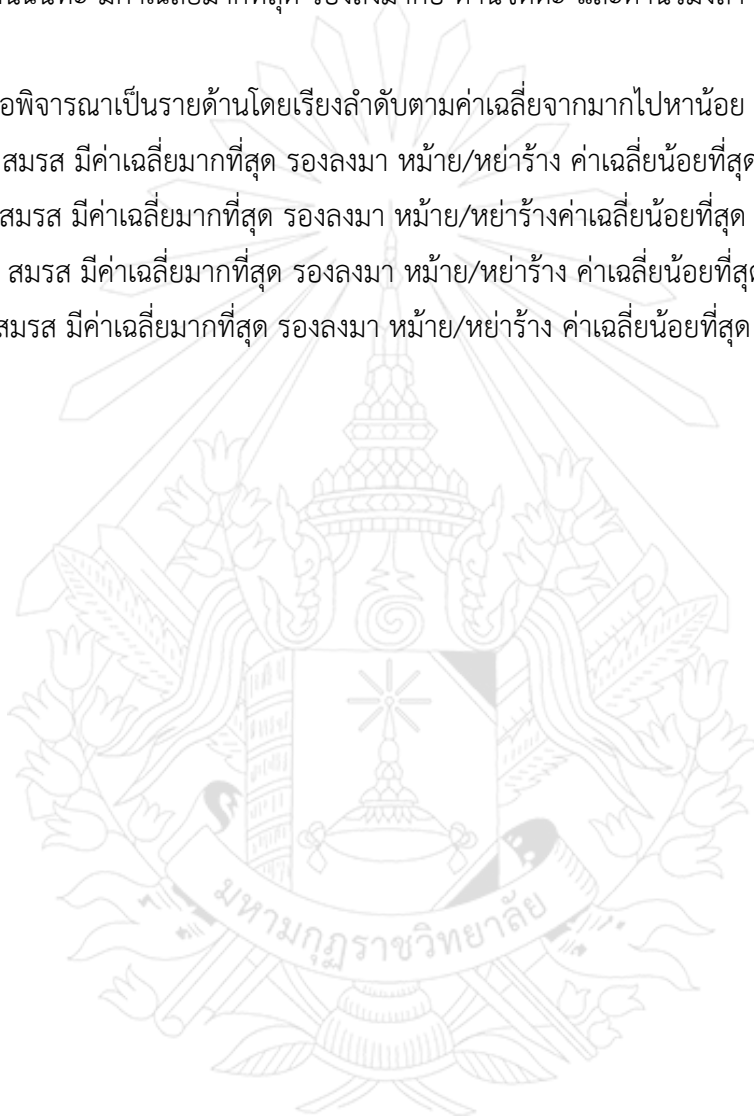 มีค่าเฉลี่ยมากที่สุด รองลงมาคือ ด้านจิตตะ และด้านวิมังสา
อพิจารณาเป็นรายด้านโดยเรียงลำดับตามค่าเฉลี่ยจากมากไปหาน้อย
สมรส มีค่าเฉลี่ยมากที่สุด รองลงมา หม้าย/หย่าร้าง ค่าเฉลี่ยน้อยที่สุด
สมรส มีค่าเฉลี่ยมากที่สุด รองลงมา หม้าย/หย่าร้างค่าเฉลี่ยน้อยที่สุด
สมรส มีค่าเฉลี่ยมากที่สุด รองลงมา หม้าย/หย่าร้าง ค่าเฉลี่ยน้อยที่สุด
สมรส มีค่าเฉลี่ยมากที่สุด รองลงมา หม้าย/หย่าร้าง ค่าเฉลี่ยน้อยที่สุด
มหามกุฏราชวิทยาลัย